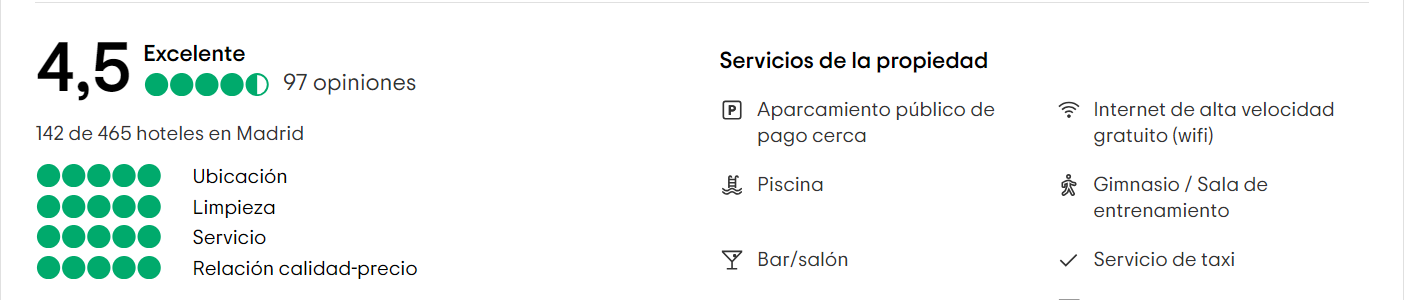 4,5
Excelente
97 opiniones
142 de 465 hoteles en Madrid
Ubicación
Limpieza
Servicio
Relación calidad-precio
Servicios de la propiedad
P
Aparcamiento público de
pago cerca
Internet de alta velocidad
gratuito (wifi)
Piscina
Gimnasio / Sala de
entrenamiento
Bar/salón
Servicio de taxi